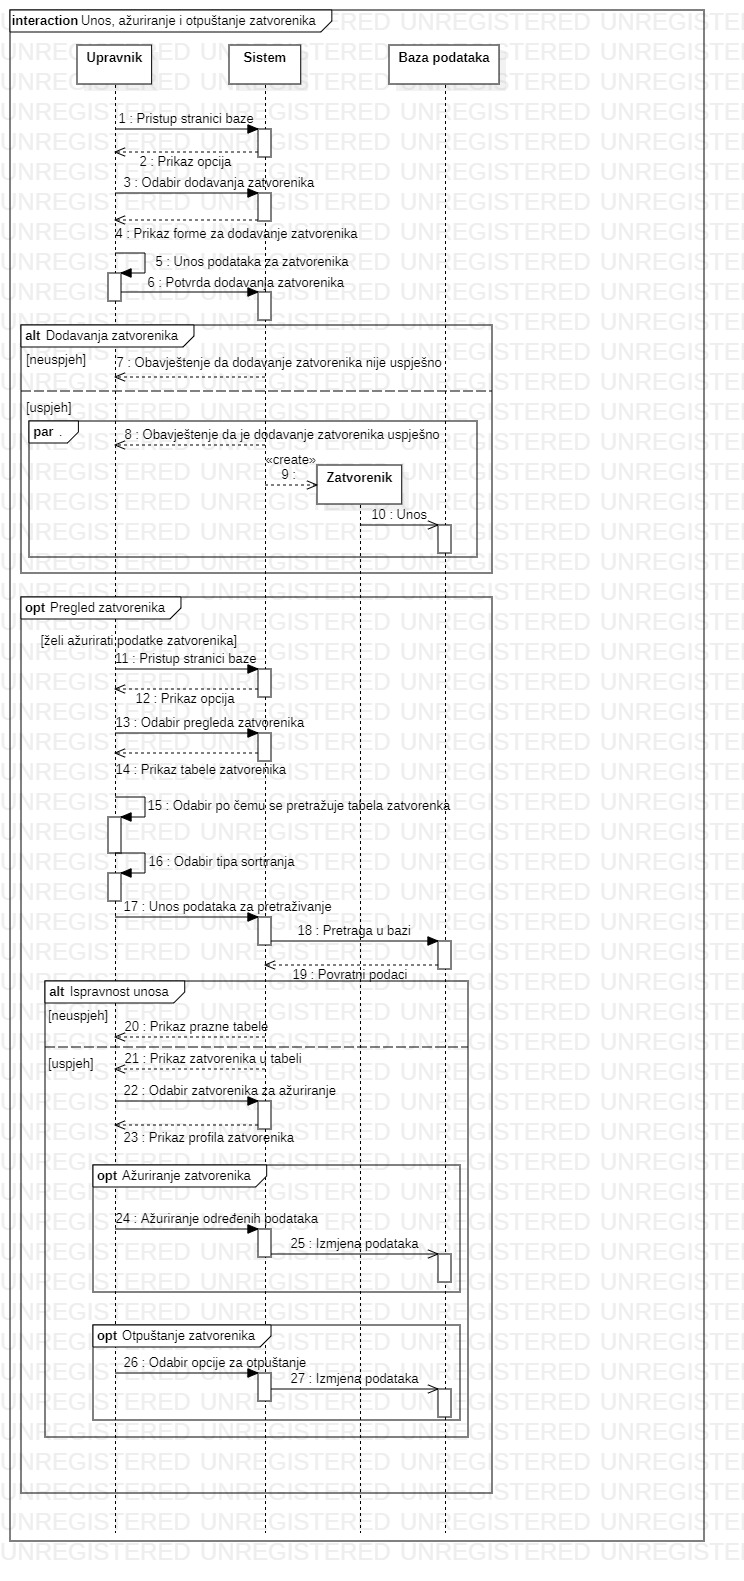 interaction Unos, ažuriranje i otpuštanje zatvorenika
Upravnik
Sistem
Baza podataka
1 : Pristup stranici baze
2 : Prikaz opcija
3 : Odabir dodavanja zatvorenika
4 : Prikaz forme za dodavanje zatvorenika
5 : Unos podataka za zatvorenika
6 : Potvrda dodavanja zatvorenika
alt Dodavanja zatvorenika
[neuspjeh]
7 : Obavještenje da dodavanje zatvorenika nije uspješno
[uspjeh]
par .
8 : Obavještenje da je dodavanje zatvorenika uspješno
«create»
9 :
Zatvorenik
10 : Unos
opt Pregled zatvorenika
[želi ažurirati podatke zatvorenika]
11 : Pristup stranici baze
12 : Prikaz opcija
13 : Odabir pregleda zatvorenika
14 : Prikaz tabele zatvorenika
15 : Odabir po čemu se pretražuje tabela zatvorenka
16 : Odabir tipa sortiranja
17 : Unos podataka za pretraživanje
18 : Pretraga u bazi
19 : Povratni podaci
alt Ispravnost unosa
[neuspjeh]
20 : Prikaz prazne tabele
[uspjeh]
21 : Prikaz zatvorenika u tabeli
22 : Odabir zatvorenika za ažuriranje
23 : Prikaz profila zatvorenika
opt Ažuriranje zatvorenika
24 : Ažuriranje određenih podataka
25 : Izmjena podataka
opt Otpuštanje zatvorenika
26 : Odabir opcije za otpuštanje
27 : Izmjena podataka